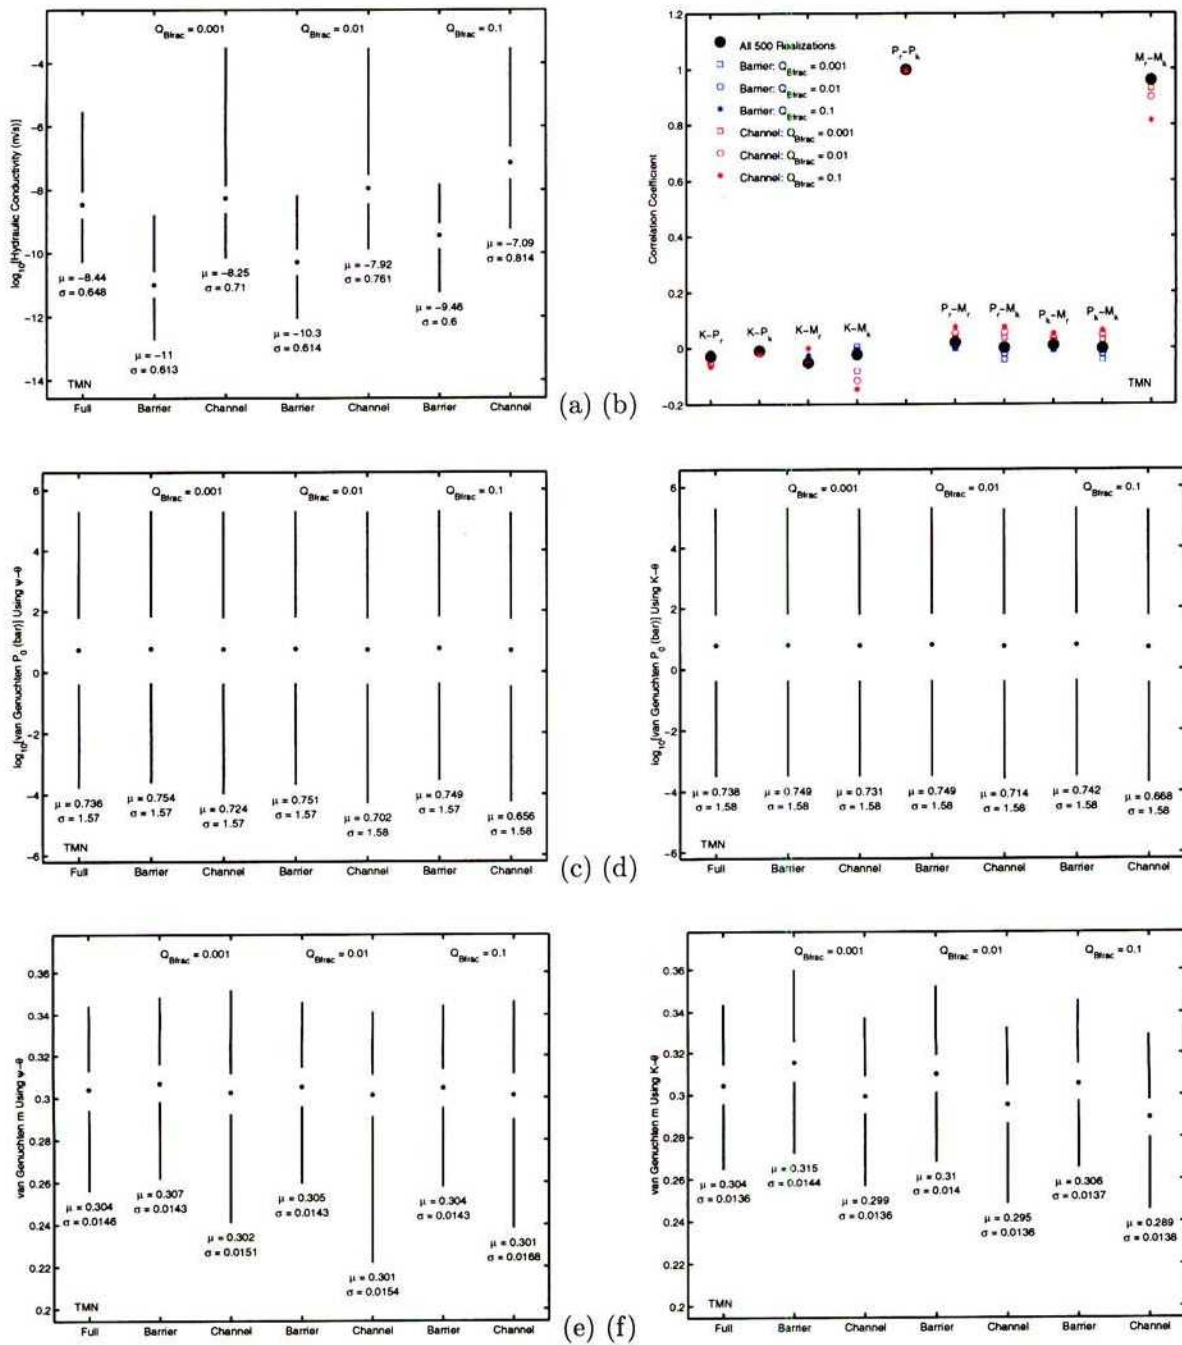 Q_Bfrac = 0.001 Q_Bfrac = 0.01 Q_Bfrac = 0.1
log10[Hydraulic Conductivity (m/s)]
−4
−6
−8
−10
−12
−14
μ = −8.44
σ = 0.648
μ = −11
σ = 0.613
μ = −8.25
σ = 0.71
μ = −10.3
σ = 0.614
μ = −7.92
σ = 0.761
μ = −9.46
σ = 0.6
μ = −7.09
σ = 0.814
TMN
Full Barrier Channel Barrier Channel Barrier Channel
(a) (b)
Correlation Coefficient
1.2
1
0.8
0.6
0.4
0.2
0
−0.2
All 500 Realizations
Barrier: Q_Bfrac = 0.001
Barrier: Q_Bfrac = 0.01
Barrier: Q_Bfrac = 0.1
Channel: Q_Bfrac = 0.001
Channel: Q_Bfrac = 0.01
Channel: Q_Bfrac = 0.1
P_r−P_k
M_r−M_k
K−P_r K−P_k K−M_r K−M_k P_r−M_r P_r−M_k P_k−M_r P_k−M_k
TMN
Q_Bfrac = 0.001 Q_Bfrac = 0.01 Q_Bfrac = 0.1
log10[van Genuchten P_0 (bar)] Using ψ−θ
6
4
2
0
−2
−4
−6
μ = 0.736
σ = 1.57
μ = 0.754
σ = 1.57
μ = 0.724
σ = 1.57
μ = 0.751
σ = 1.57
μ = 0.702
σ = 1.58
μ = 0.749
σ = 1.57
μ = 0.656
σ = 1.58
TMN
Full Barrier Channel Barrier Channel Barrier Channel
(c) (d)
Q_Bfrac = 0.001 Q_Bfrac = 0.01 Q_Bfrac = 0.1
log10[van Genuchten P_0 (bar)] Using K−θ
6
4
2
0
−2
−4
−6
μ = 0.738
σ = 1.58
μ = 0.749
σ = 1.58
μ = 0.731
σ = 1.58
μ = 0.749
σ = 1.58
μ = 0.714
σ = 1.58
μ = 0.742
σ = 1.58
μ = 0.668
σ = 1.58
TMN
Full Barrier Channel Barrier Channel Barrier Channel
Q_Bfrac = 0.001 Q_Bfrac = 0.01 Q_Bfrac = 0.1
van Genuchten m Using ψ−θ
0.36
0.34
0.32
0.3
0.28
0.26
0.24
0.22
0.2
μ = 0.304
σ = 0.0146
μ = 0.307
σ = 0.0143
μ = 0.302
σ = 0.0151
μ = 0.305
σ = 0.0143
μ = 0.301
σ = 0.0154
μ = 0.304
σ = 0.0143
μ = 0.301
σ = 0.0168
TMN
Full Barrier Channel Barrier Channel Barrier Channel
(e) (f)
Q_Bfrac = 0.001 Q_Bfrac = 0.01 Q_Bfrac = 0.1
van Genuchten m Using K−θ
0.36
0.34
0.32
0.3
0.28
0.26
0.24
0.22
0.2
μ = 0.304
σ = 0.0136
μ = 0.315
σ = 0.0144
μ = 0.299
σ = 0.0136
μ = 0.31
σ = 0.014
μ = 0.295
σ = 0.0136
μ = 0.306
σ = 0.0137
μ = 0.289
σ = 0.0138
TMN
Full Barrier Channel Barrier Channel Barrier Channel